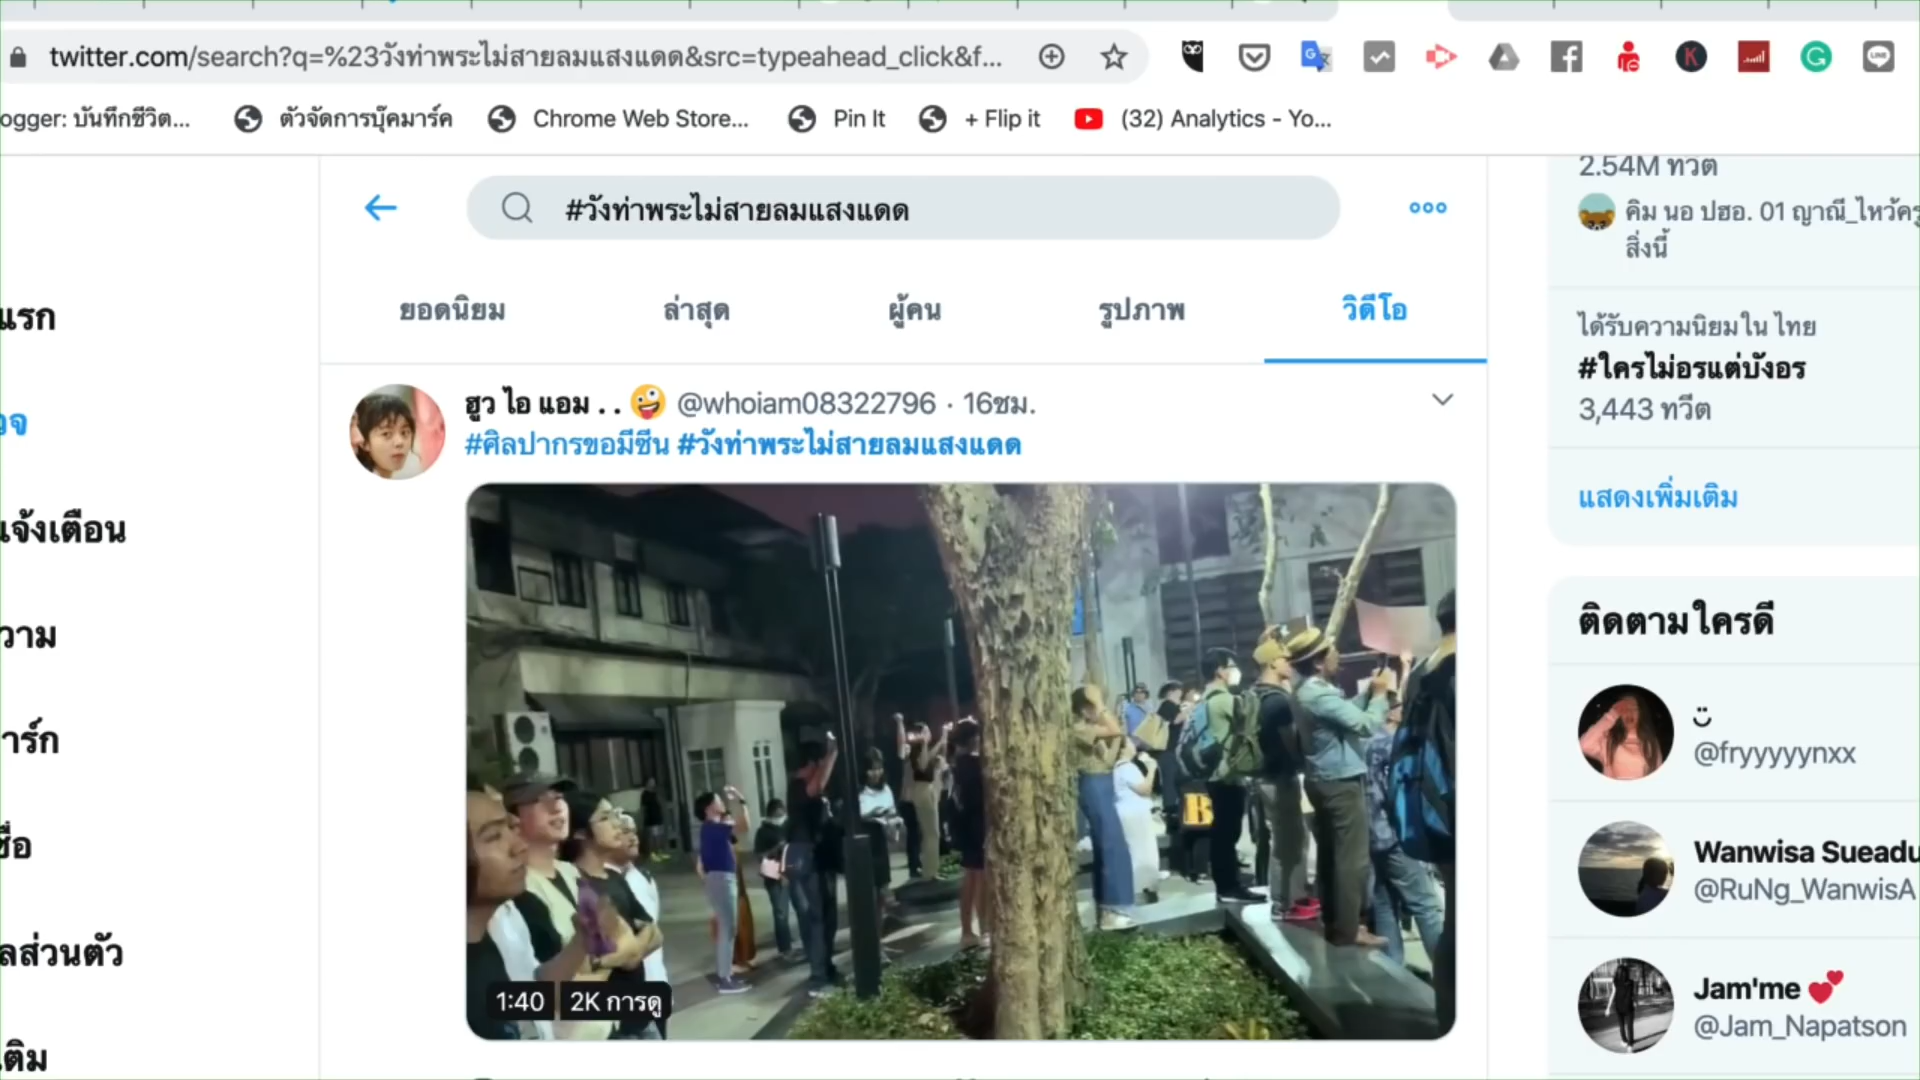 twitter.com/search?q=%23วังท่าพระไม่สายลมแสงแดด&src=typeahead_click&f...
ogger: บันทึกชีวิต...
ตัวจัดการบุ๊คมาร์ค
Chrome Web Store...
Pin It
+ Flip it
(32) Analytics - Yo...
#วังท่าพระไม่สายลมแสงแดด
ยอดนิยม
ล่าสุด
ผู้คน
รูปภาพ
วิดีโอ
แรก
วจ
แจ้งเตือน
วาม
าร์ก
ชื่อ
ลส่วนตัว
เติม
ฮูว ไอ แอม . . 🤪 @whoiam08322796 · 16ชม.
#ศิลปากรขอมีซีน #วังท่าพระไม่สายลมแสงแดด
B
1:40
2K การดู
2.54M ทวีต
คิม นอ ปฮอ. 01 ญาณี_ไหว้ครู
สิ่งนี้
ได้รับความนิยมใน ไทย
#ใครไม่อรแต่บังอร
3,443 ทวีต
แสดงเพิ่มเติม
ติดตามใครดี
@fryyyyynxx
Wanwisa Sueadu
@RuNg_WanwisA
Jam'me 💕
@Jam_Napatson